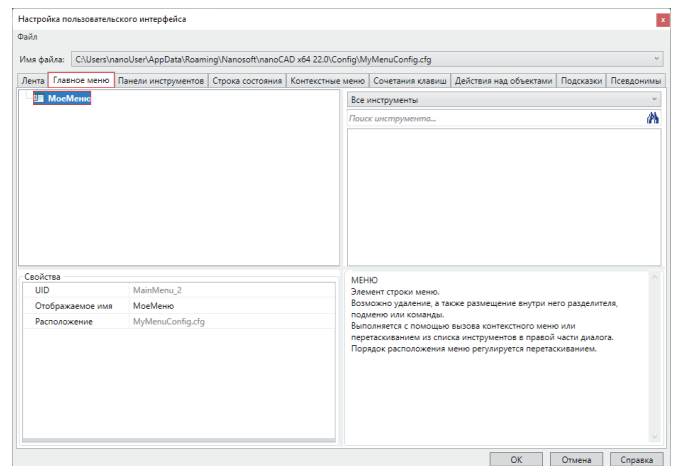 Настройка пользовательского интерфейса
x
Файл
Имя файла: C:\Users\nanoUser\AppData\Roaming\Nanosoft\nanoCAD x64 22.0\Config\MyMenuConfig.cfg
Лента Главное меню Панели инструментов Строка состояния Контекстные меню Сочетания клавиш Действия над объектами Подсказки Псевдонимы
МоеМеню
Все инструменты
Поиск инструмента...
Свойства
UID MainMenu_2
Отображаемое имя МоеМеню
Расположение MyMenuConfig.cfg
МЕНЮ
Элемент строки меню.
Возможно удаление, а также размещение внутри него разделителя,
подменю или команды.
Выполняется с помощью вызова контекстного меню или
перетаскиванием из списка инструментов в правой части диалога.
Порядок расположения меню регулируется перетаскиванием.
OK Отмена Справка